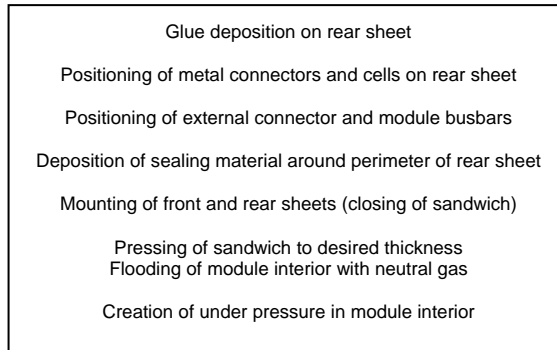 Glue deposition on rear sheet
Positioning of metal connectors and cells on rear sheet
Positioning of external connector and module busbars
Deposition of sealing material around perimeter of rear sheet
Mounting of front and rear sheets (closing of sandwich)
Pressing of sandwich to desired thickness
Flooding of module interior with neutral gas
Creation of under pressure in module interior